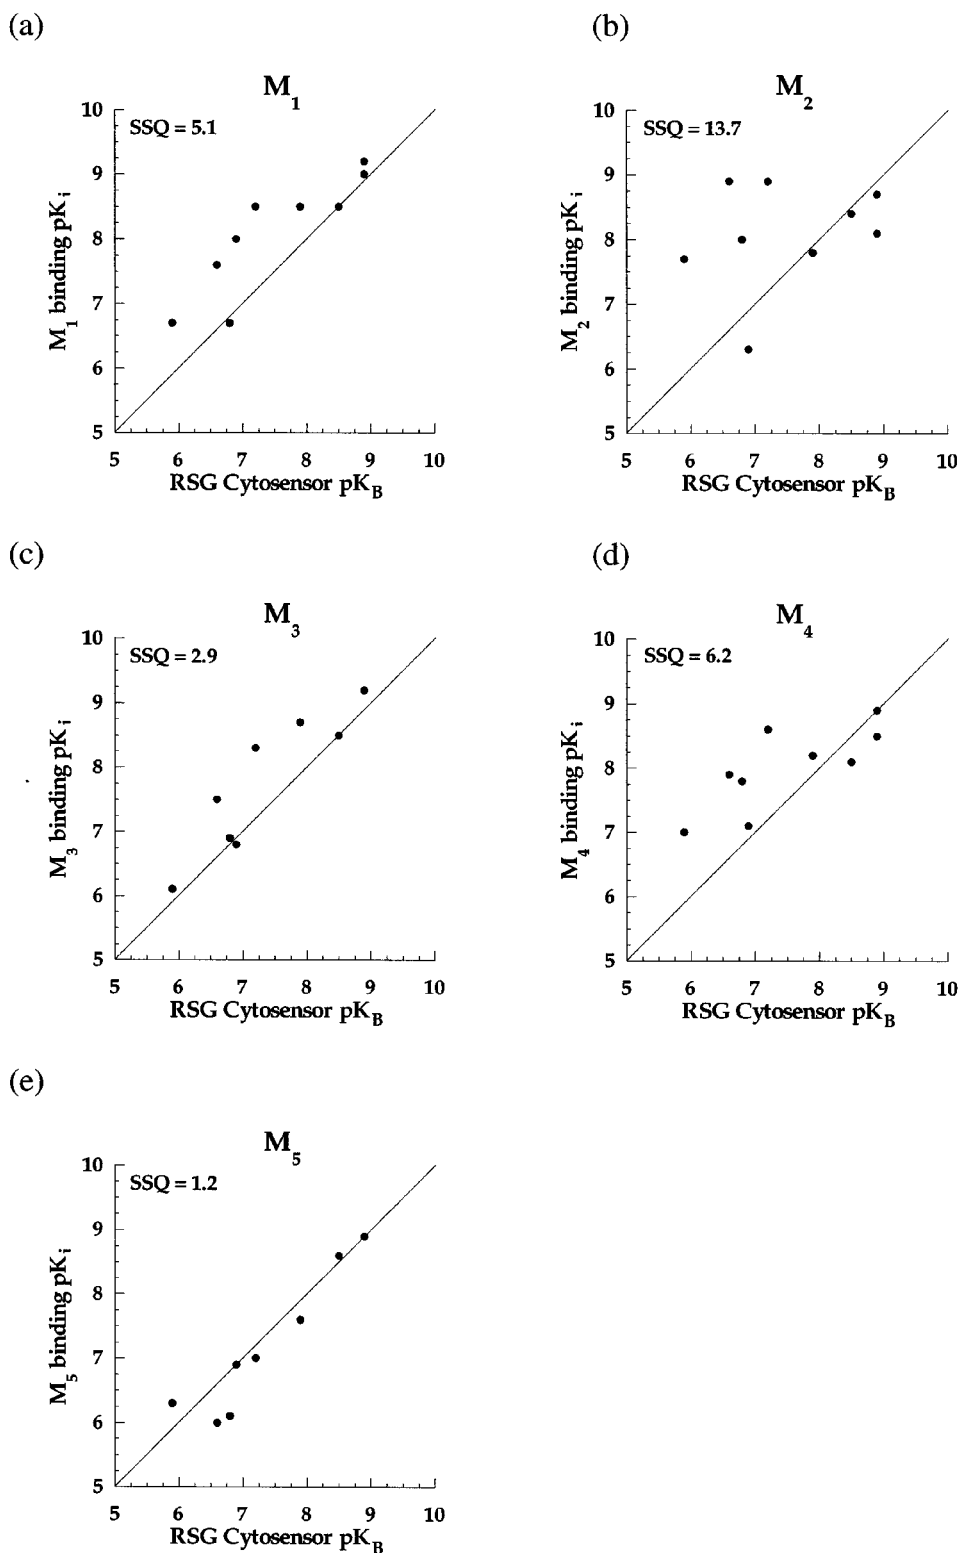 (a)
M1
SSQ = 5.1
10
9
8
7
6
5
M1 binding pKi
5 6 7 8 9 10
RSG Cytosensor pKB
(b)
M2
SSQ = 13.7
10
9
8
7
6
5
M2 binding pKi
5 6 7 8 9 10
RSG Cytosensor pKB
(c)
M3
SSQ = 2.9
10
9
8
7
6
5
M3 binding pKi
5 6 7 8 9 10
RSG Cytosensor pKB
(d)
M4
SSQ = 6.2
10
9
8
7
6
5
M4 binding pKi
5 6 7 8 9 10
RSG Cytosensor pKB
(e)
M5
SSQ = 1.2
10
9
8
7
6
5
M5 binding pKi
5 6 7 8 9 10
RSG Cytosensor pKB